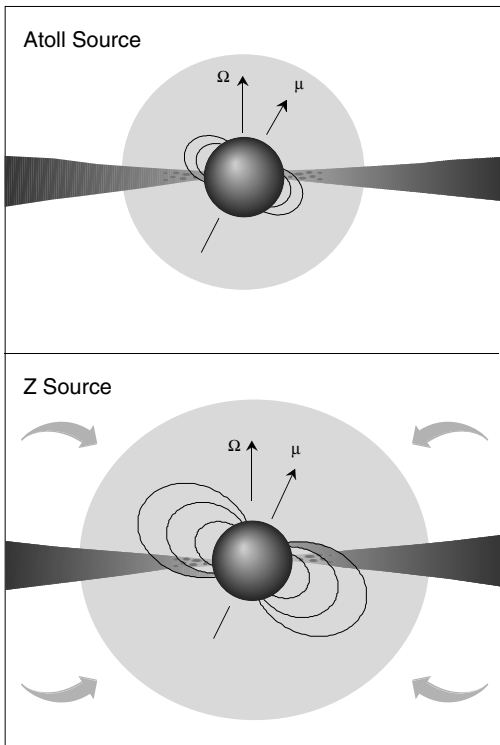 Atoll Source
Ω μ
Z Source
Ω μ